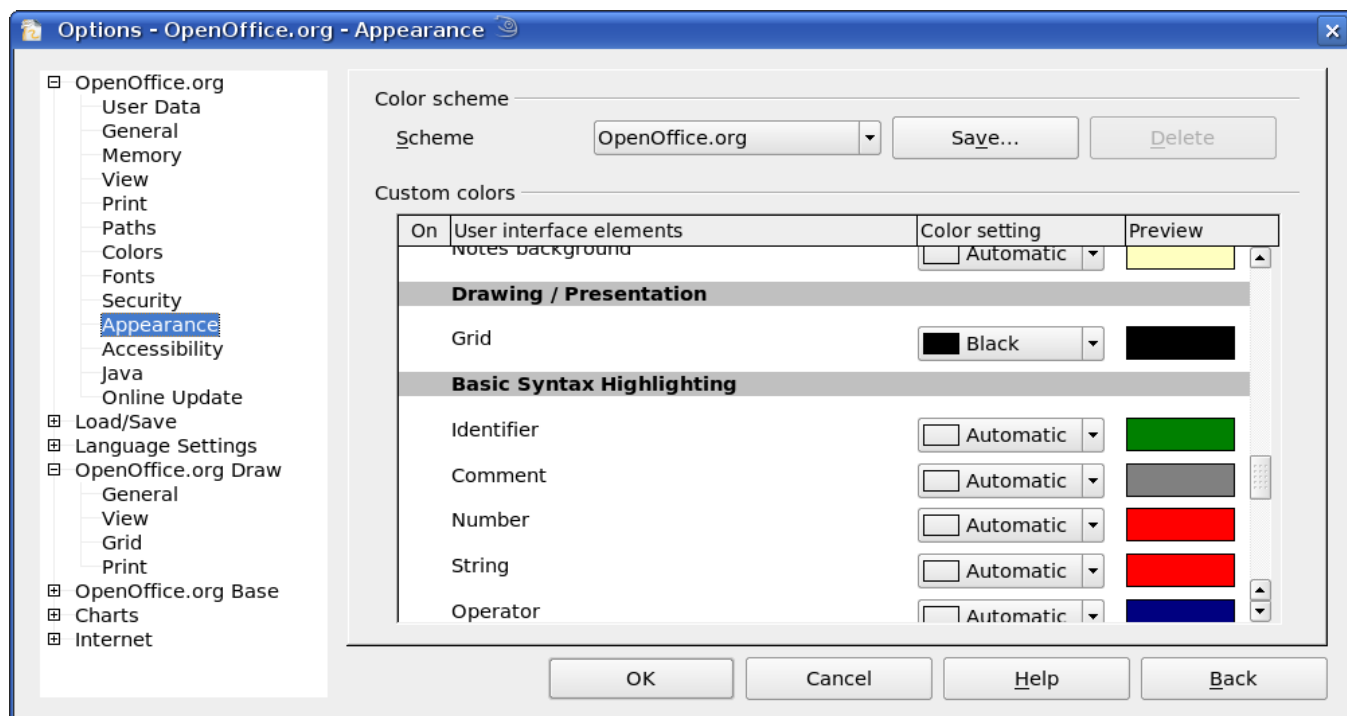 Options - OpenOffice.org - Appearance
OpenOffice.org
User Data
General
Memory
View
Print
Paths
Colors
Fonts
Security
Appearance
Accessibility
Java
Online Update
Load/Save
Language Settings
OpenOffice.org Draw
General
View
Grid
Print
OpenOffice.org Base
Charts
Internet
Color scheme
Scheme OpenOffice.org Save... Delete
Custom colors
On User interface elements Color setting Preview
Notes background Automatic
Drawing / Presentation
Grid Black
Basic Syntax Highlighting
Identifier Automatic
Comment Automatic
Number Automatic
String Automatic
Operator Automatic
OK Cancel Help Back